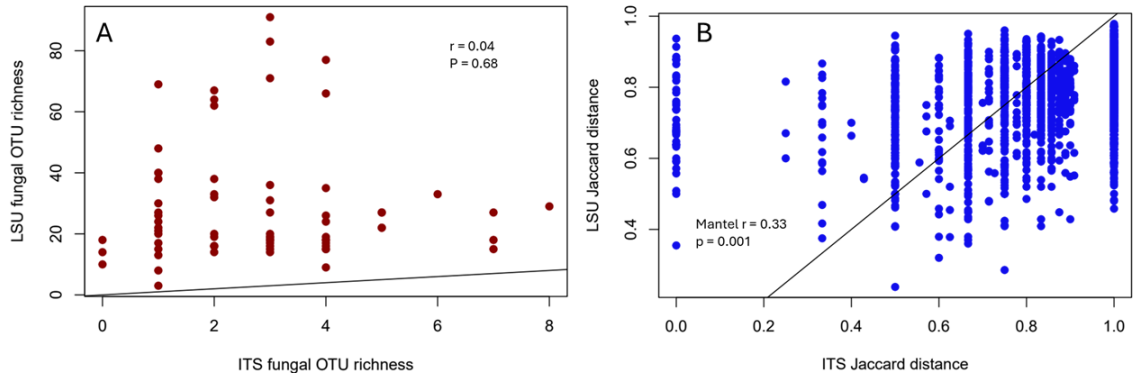 A
r = 0.04
P = 0.68
LSU fungal OTU richness
80
60
40
20
0
0 2 4 6 8
ITS fungal OTU richness
B
Mantel r = 0.33
p = 0.001
LSU Jaccard distance
1.0
0.8
0.6
0.4
0.0 0.2 0.4 0.6 0.8 1.0
ITS Jaccard distance